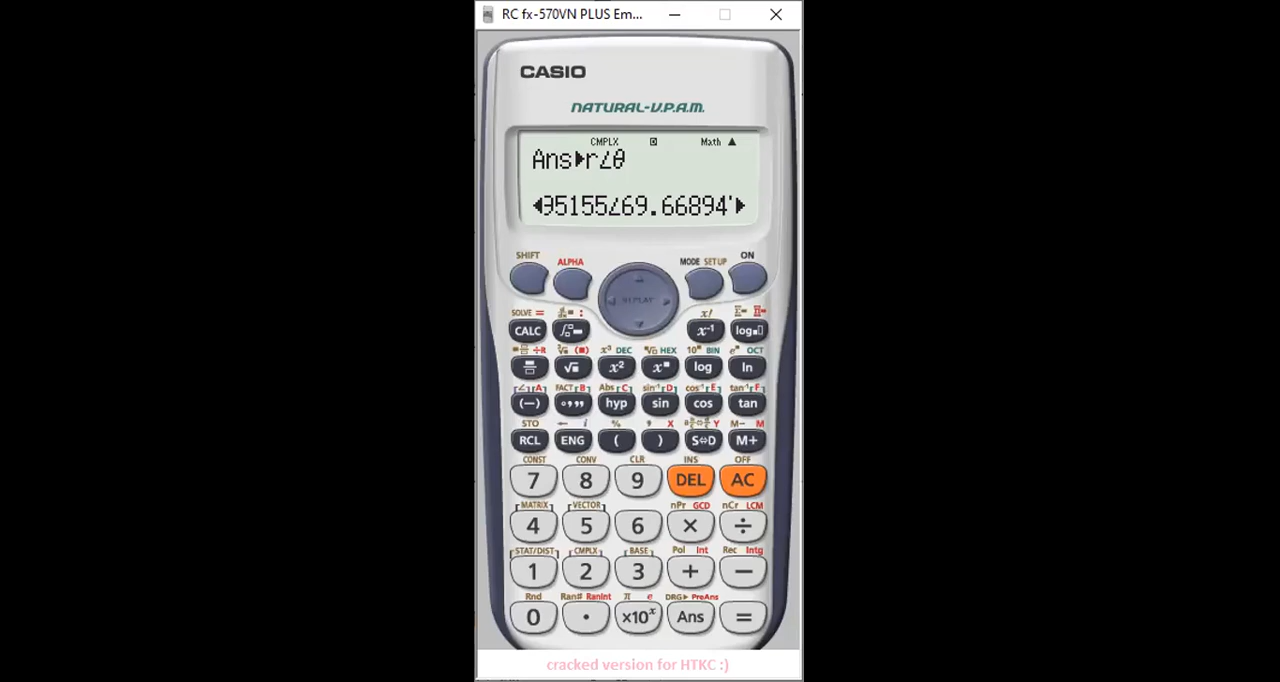 RC fx-570VN PLUS Em...
CASIO
NATURAL-V.P.A.M.
CMPLX D Math ▲
Ans▶r∠θ
◀95155∠69.66894'▶
SHIFT ALPHA MODE SETUP ON
SOLVE = : x! Σ= Π=
CALC x⁻¹ log
÷R x³ DEC HEX 10 BIN e OCT
√ x² x log ln
∠ A FACT B Abs C sin⁻¹ D cos⁻¹ E tan⁻¹ F
(−) hyp sin cos tan
STO ← i % , X Y M− M
RCL ENG ( ) S⇔D M+
CONST CONV CLR INS OFF
7 8 9 DEL AC
MATRIX VECTOR nPr GCD nCr LCM
4 5 6 × ÷
STAT/DIST CMPLX BASE Pol Int Rec Intg
1 2 3 + −
Rnd Ran# RanInt π e DRG▶ PreAns
0 • ×10ˣ Ans =
cracked version for HTKC :)